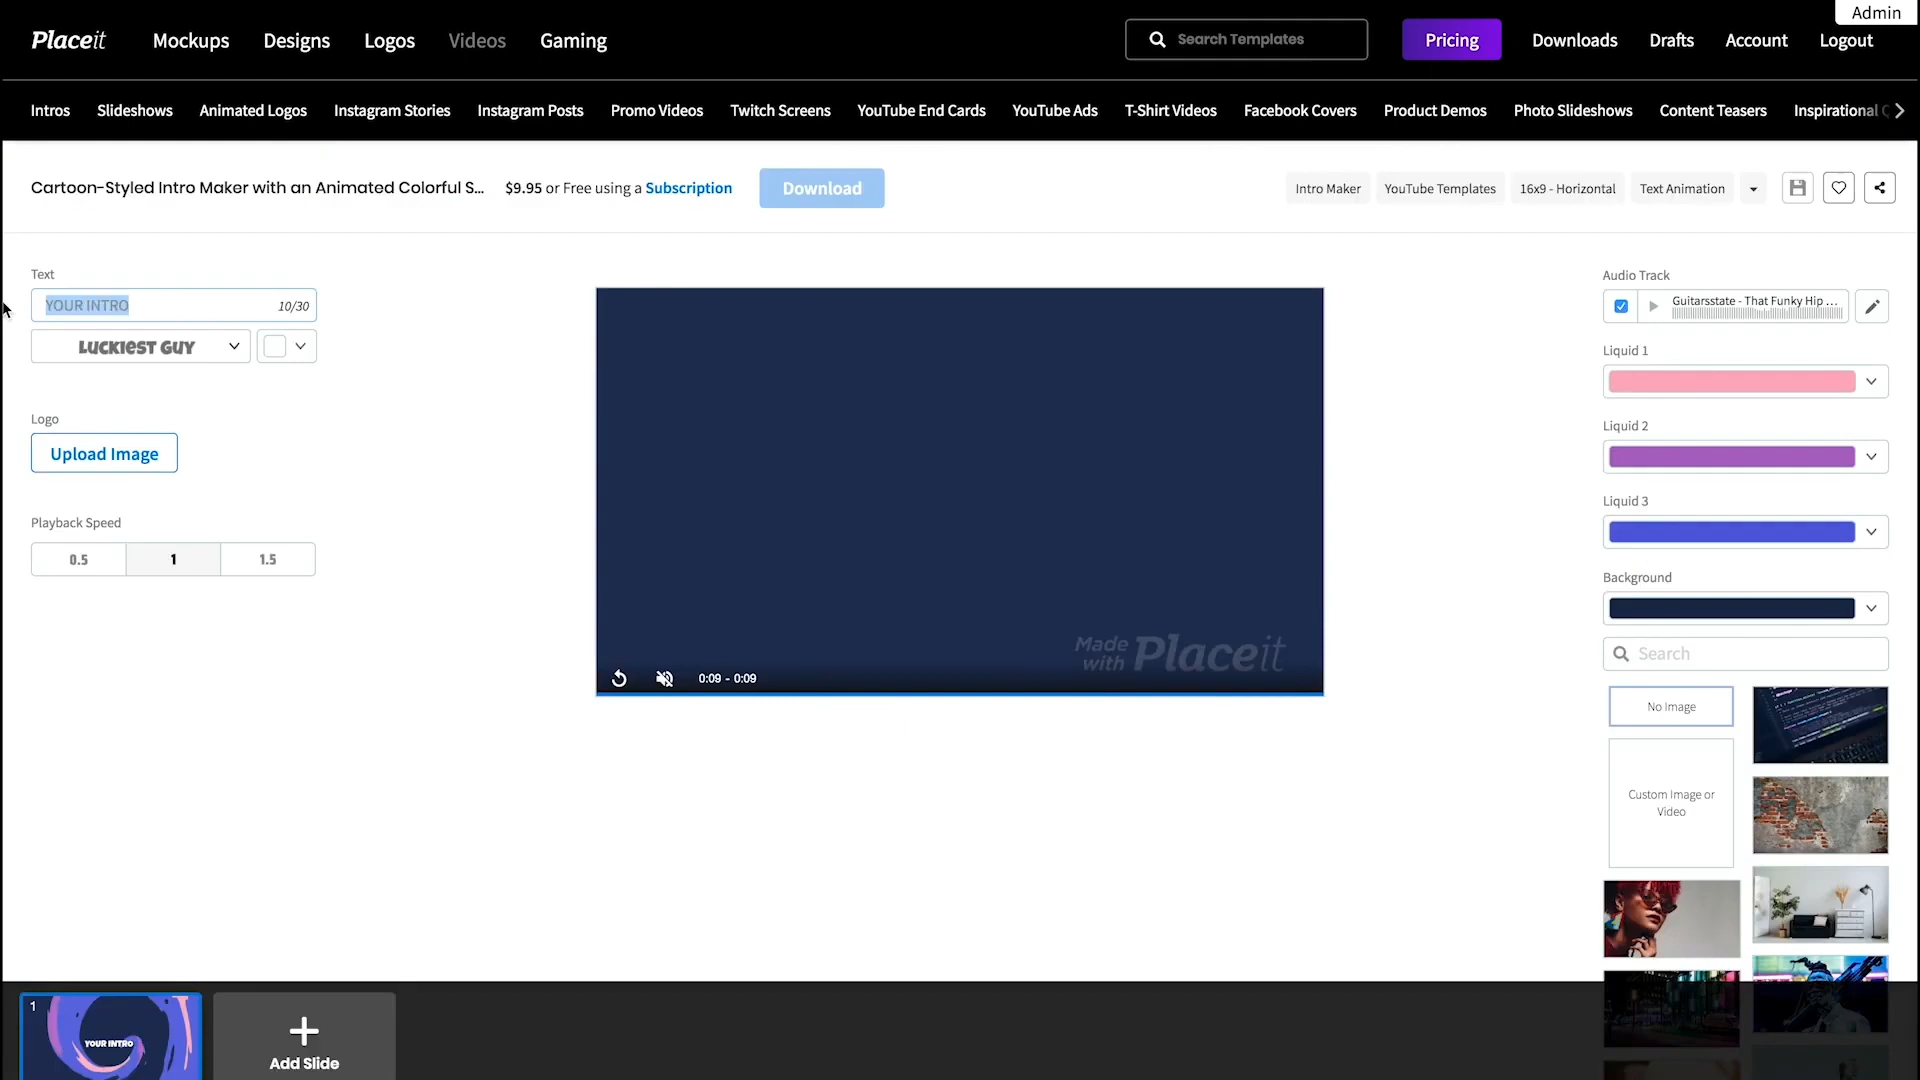 Admin
Placeit
Mockups
Designs
Logos
Videos
Gaming
Search Templates
Pricing
Downloads
Drafts
Account
Logout
Intros
Slideshows
Animated Logos
Instagram Stories
Instagram Posts
Promo Videos
Twitch Screens
YouTube End Cards
YouTube Ads
T-Shirt Videos
Facebook Covers
Product Demos
Photo Slideshows
Content Teasers
Inspirational
Cartoon-Styled Intro Maker with an Animated Colorful S...
$9.95 or Free using a Subscription
Download
Intro Maker
YouTube Templates
16x9 - Horizontal
Text Animation
Text
YOUR INTRO
10/30
LUCKIEST GUY
Logo
Upload Image
Playback Speed
0.5
1
1.5
Made with Placeit
0:09 - 0:09
Audio Track
Guitarsstate - That Funky Hip ...
Liquid 1
Liquid 2
Liquid 3
Background
Search
No Image
Custom Image or
Video
1
YOUR INTRO
Add Slide